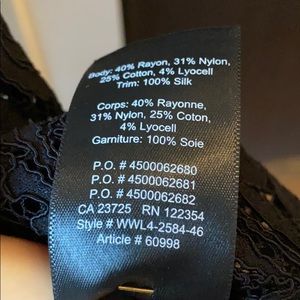 Body: 40% Rayon, 31% Nylon,
25% Cotton, 4% Lyocell
Trim: 100% Silk
Corps: 40% Rayonne,
31% Nylon, 25% Coton,
4% Lyocell
Garniture: 100% Soie
P.O. # 4500062680
P.O. # 4500062681
P.O. # 4500062682
CA 23725 RN 122354
Style # WWL4-2584-46
Article # 60998